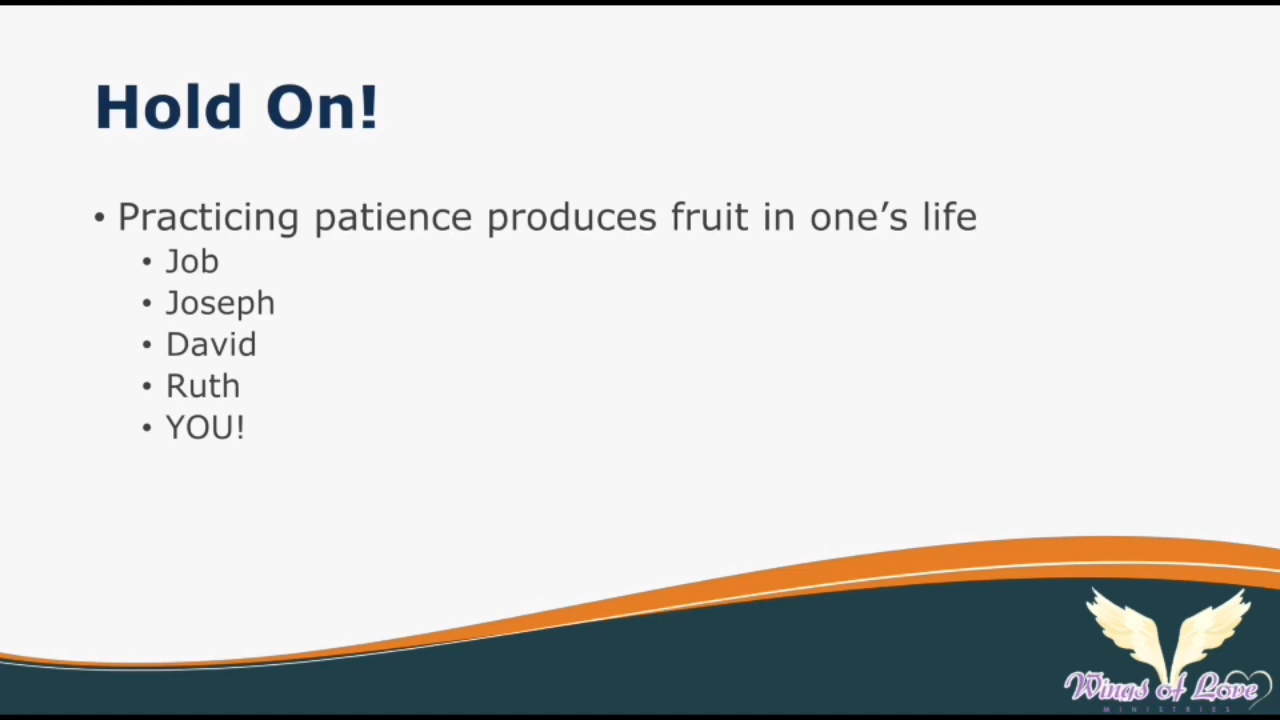 Hold On!
• Practicing patience produces fruit in one’s life
• Job
• Joseph
• David
• Ruth
• YOU!
Wings of Love
MINISTRIES